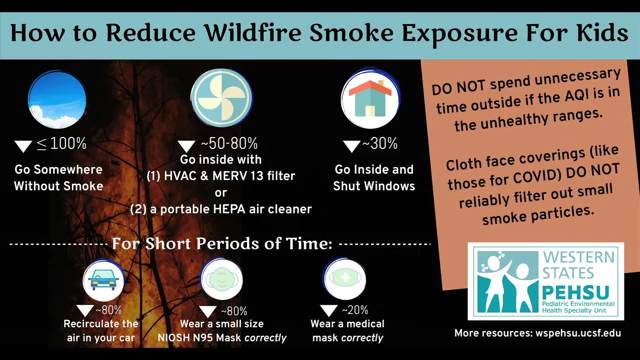 How to Reduce Wildfire Smoke Exposure For Kids
≤ 100%
Go Somewhere
Without Smoke
~50-80%
Go inside with
(1) HVAC & MERV 13 filter
or
(2) a portable HEPA air cleaner
~30%
Go Inside and
Shut Windows
DO NOT spend unnecessary
time outside if the AQI is in
the unhealthy ranges.
Cloth face coverings (like
those for COVID) DO NOT
reliably filter out small
smoke particles.
For Short Periods of Time:
~80%
Recirculate the
air in your car
~80%
Wear a small size
NIOSH N95 Mask correctly
~20%
Wear a medical
mask correctly
WESTERN
STATES
PEHSU
Pediatric Environmental
Health Specialty Unit
More resources: wspehsu.ucsf.edu